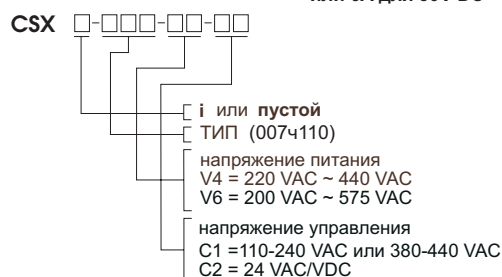 CSX □-□□□-□□-□□
i или пустой
ТИП (007ч110)
напряжение питания
V4 = 220 VAC ~ 440 VAC
V6 = 200 VAC ~ 575 VAC
напряжение управления
C1 =110-240 VAC или 380-440 VAC
C2 = 24 VAC/VDC